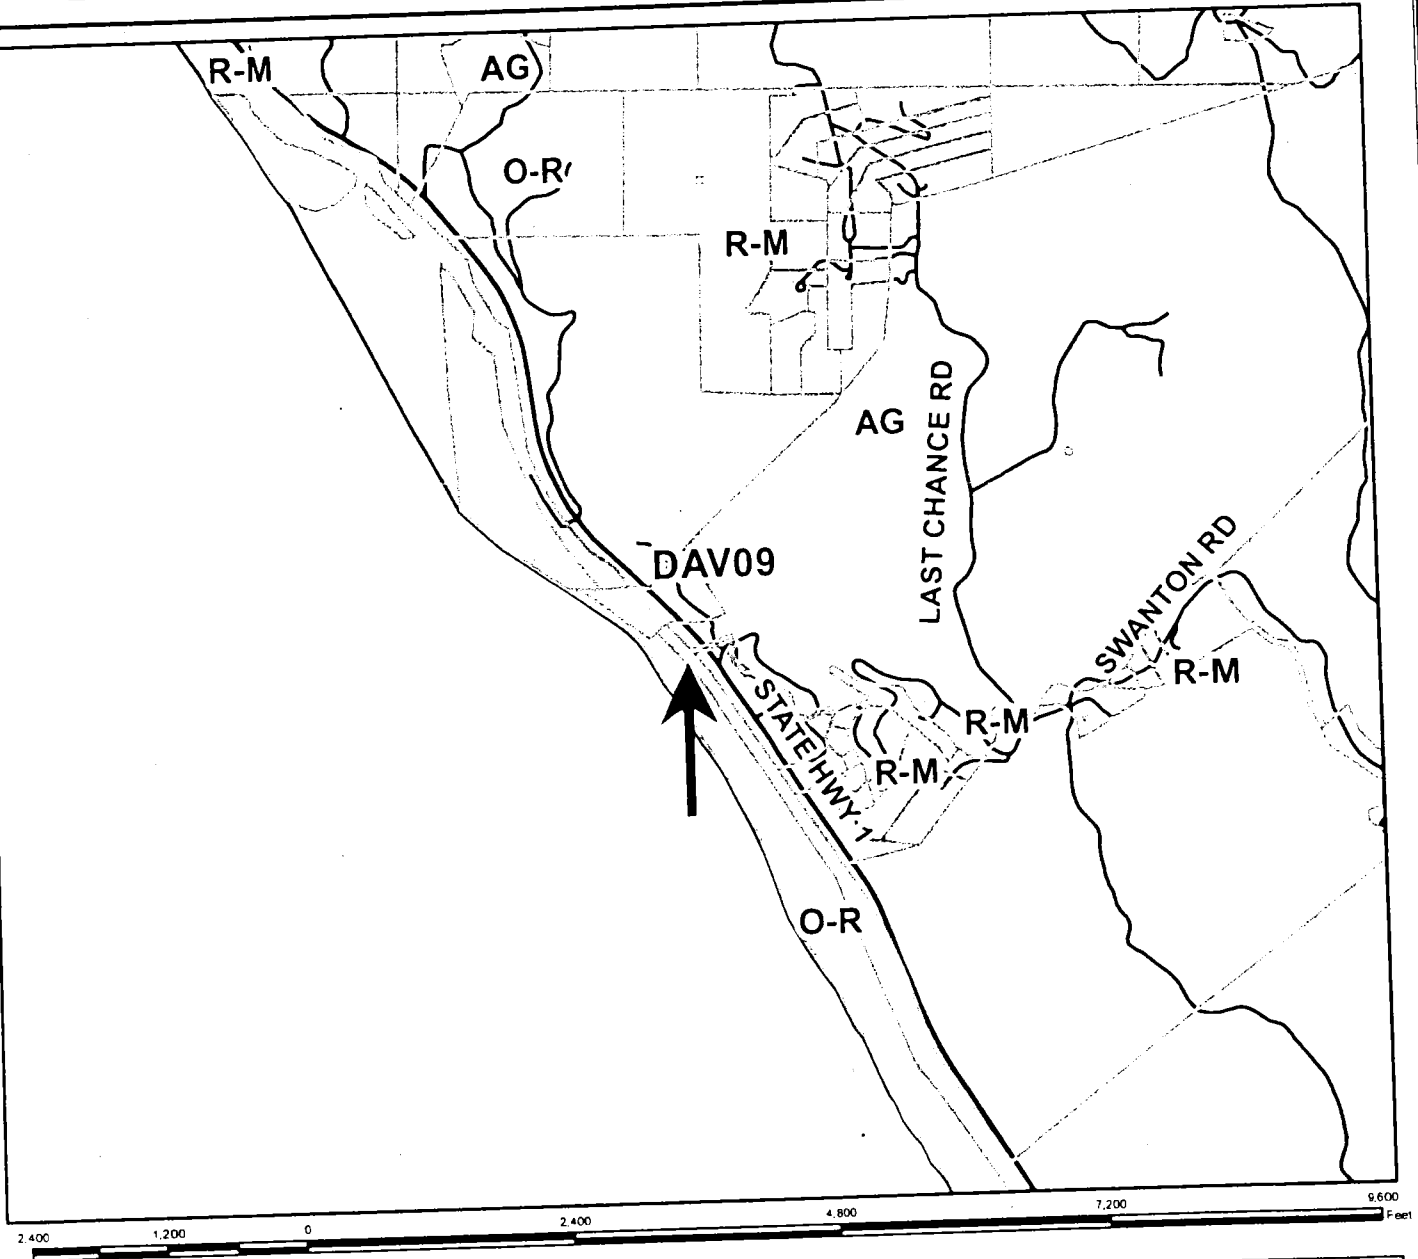 R-M
AG
O-R
R-M
AG
LAST CHANCE RD
DAV09
SWANTON RD
R-M
R-M
STATE HWY 1
R-M
O-R
2,400 1,200 0 2,400 4,800 7,200 9,600
Feet